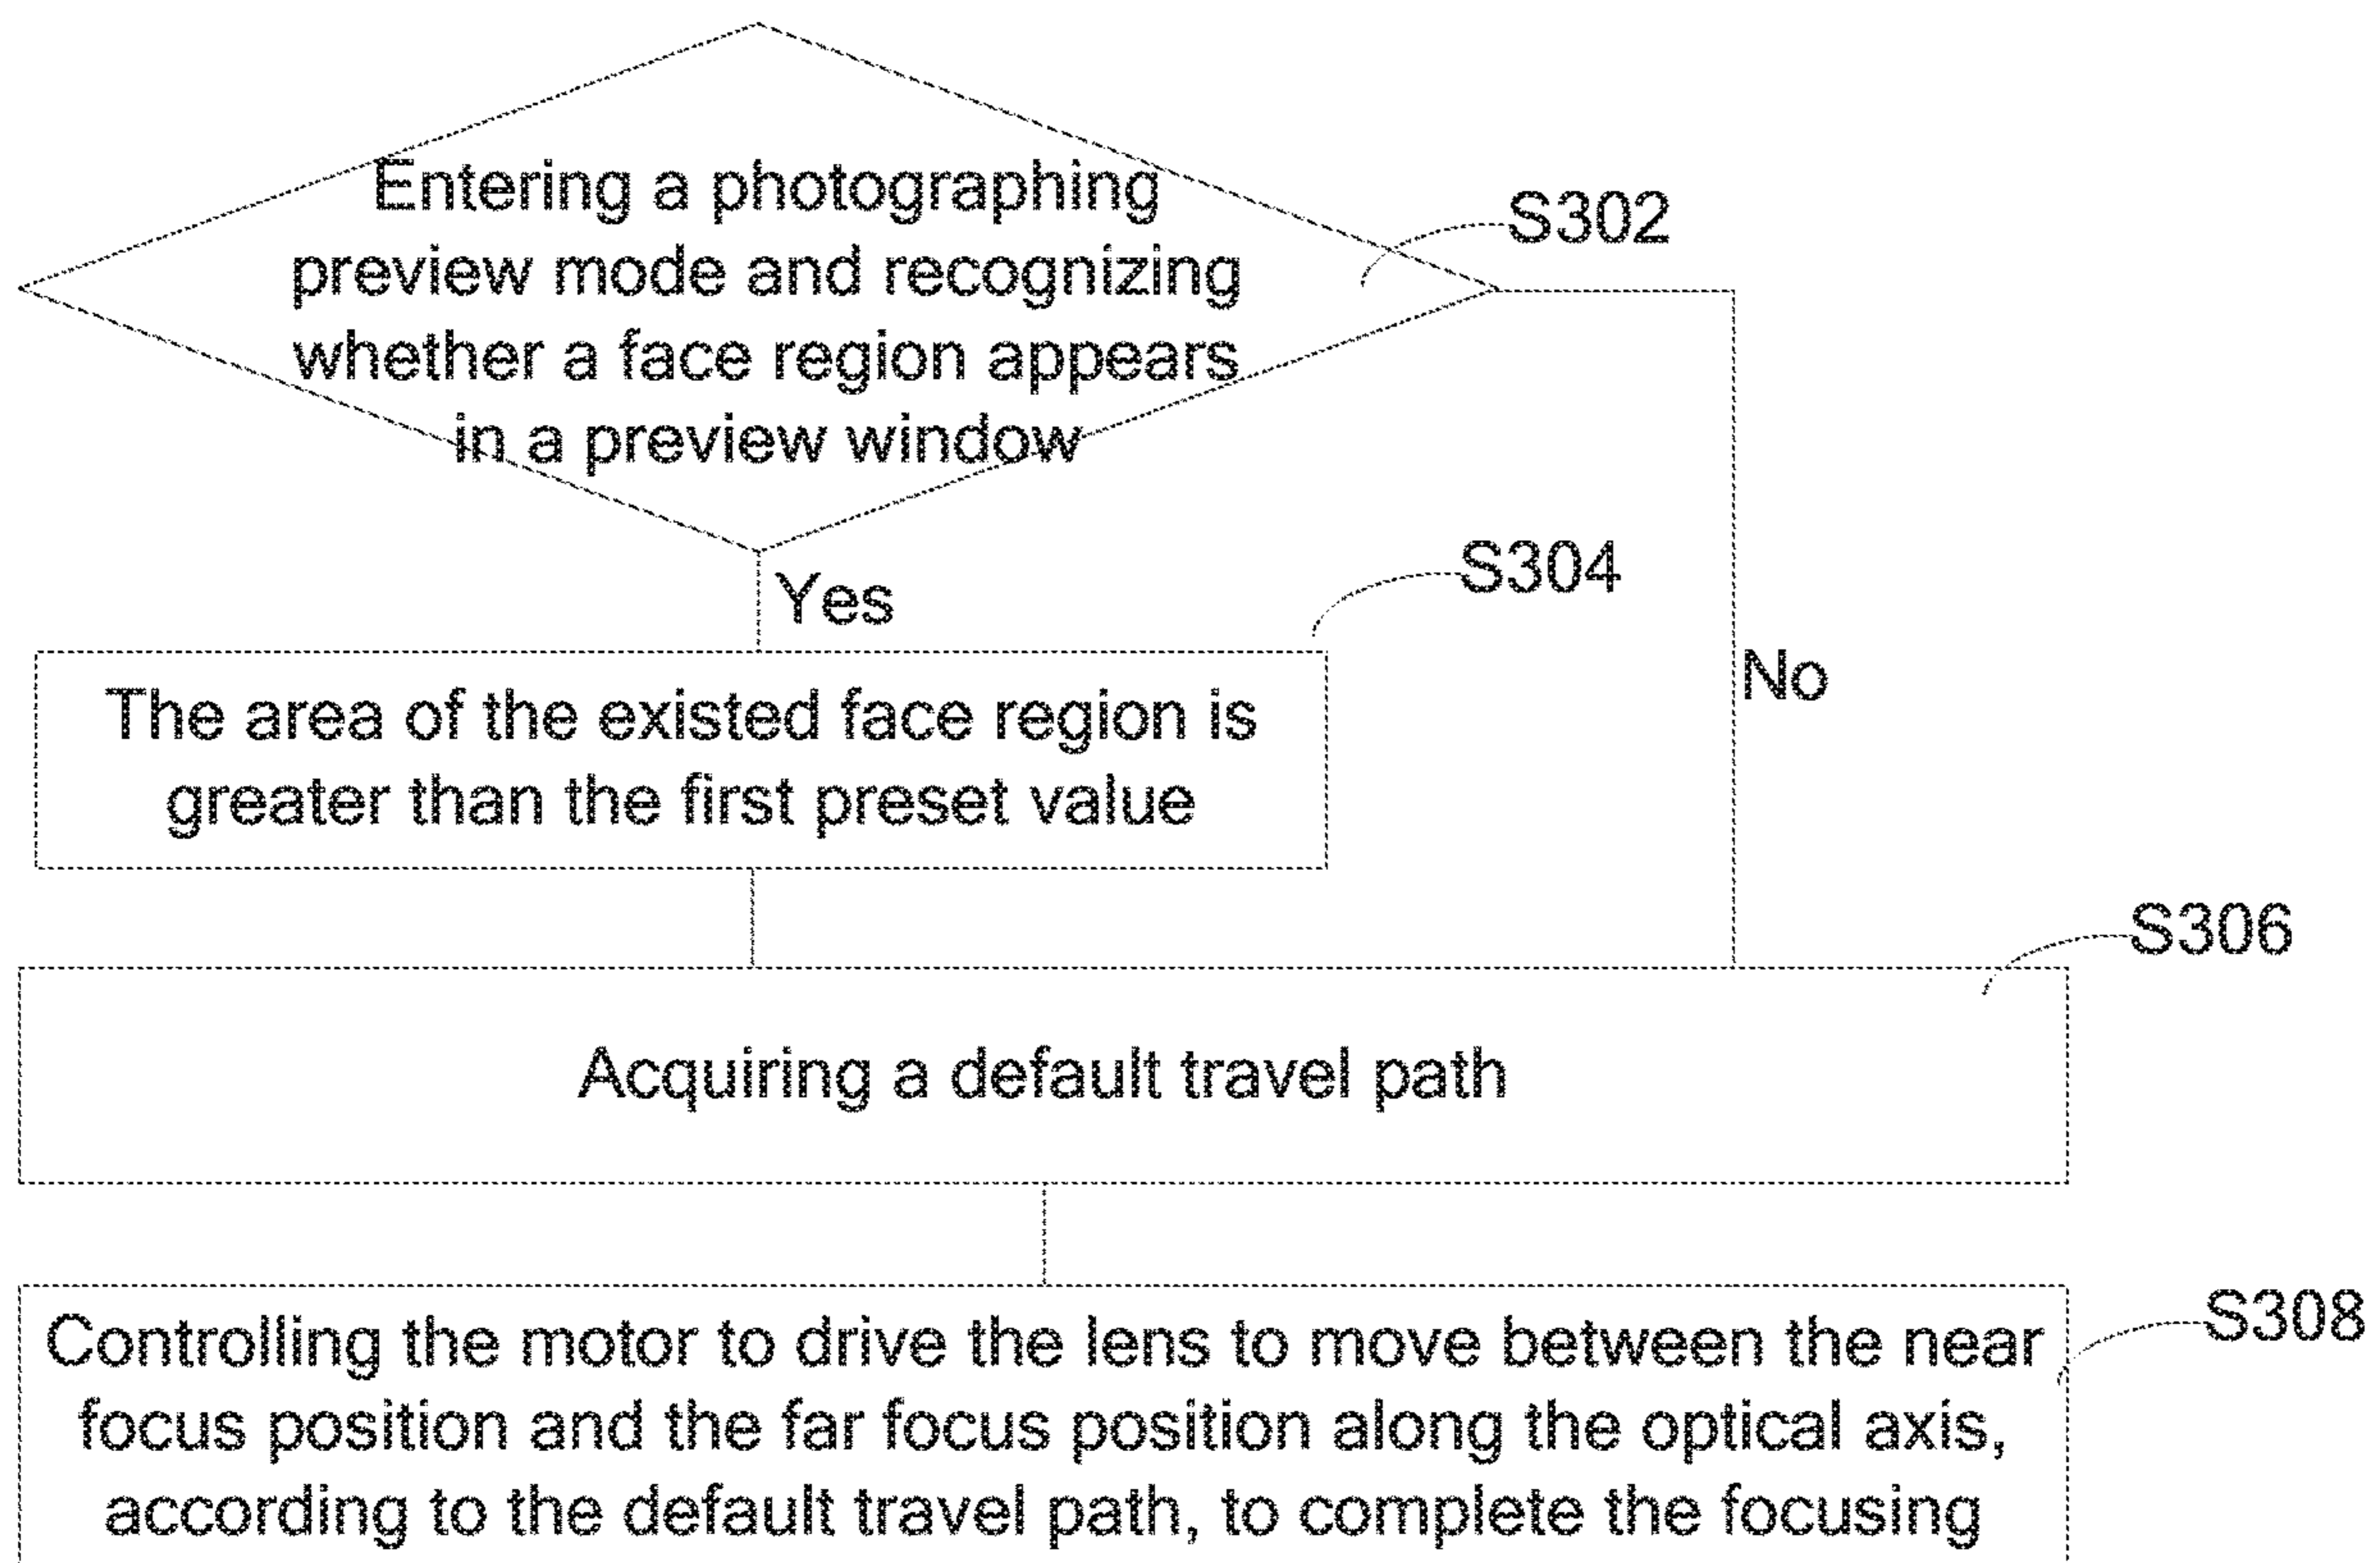 Entering a photographing
preview mode and recognizing
whether a face region appears
in a preview window
S302
Yes
S304
No
The area of the existed face region is
greater than the first preset value
S306
Acquiring a default travel path
S308
Controlling the motor to drive the lens to move between the near
focus position and the far focus position along the optical axis,
according to the default travel path, to complete the focusing